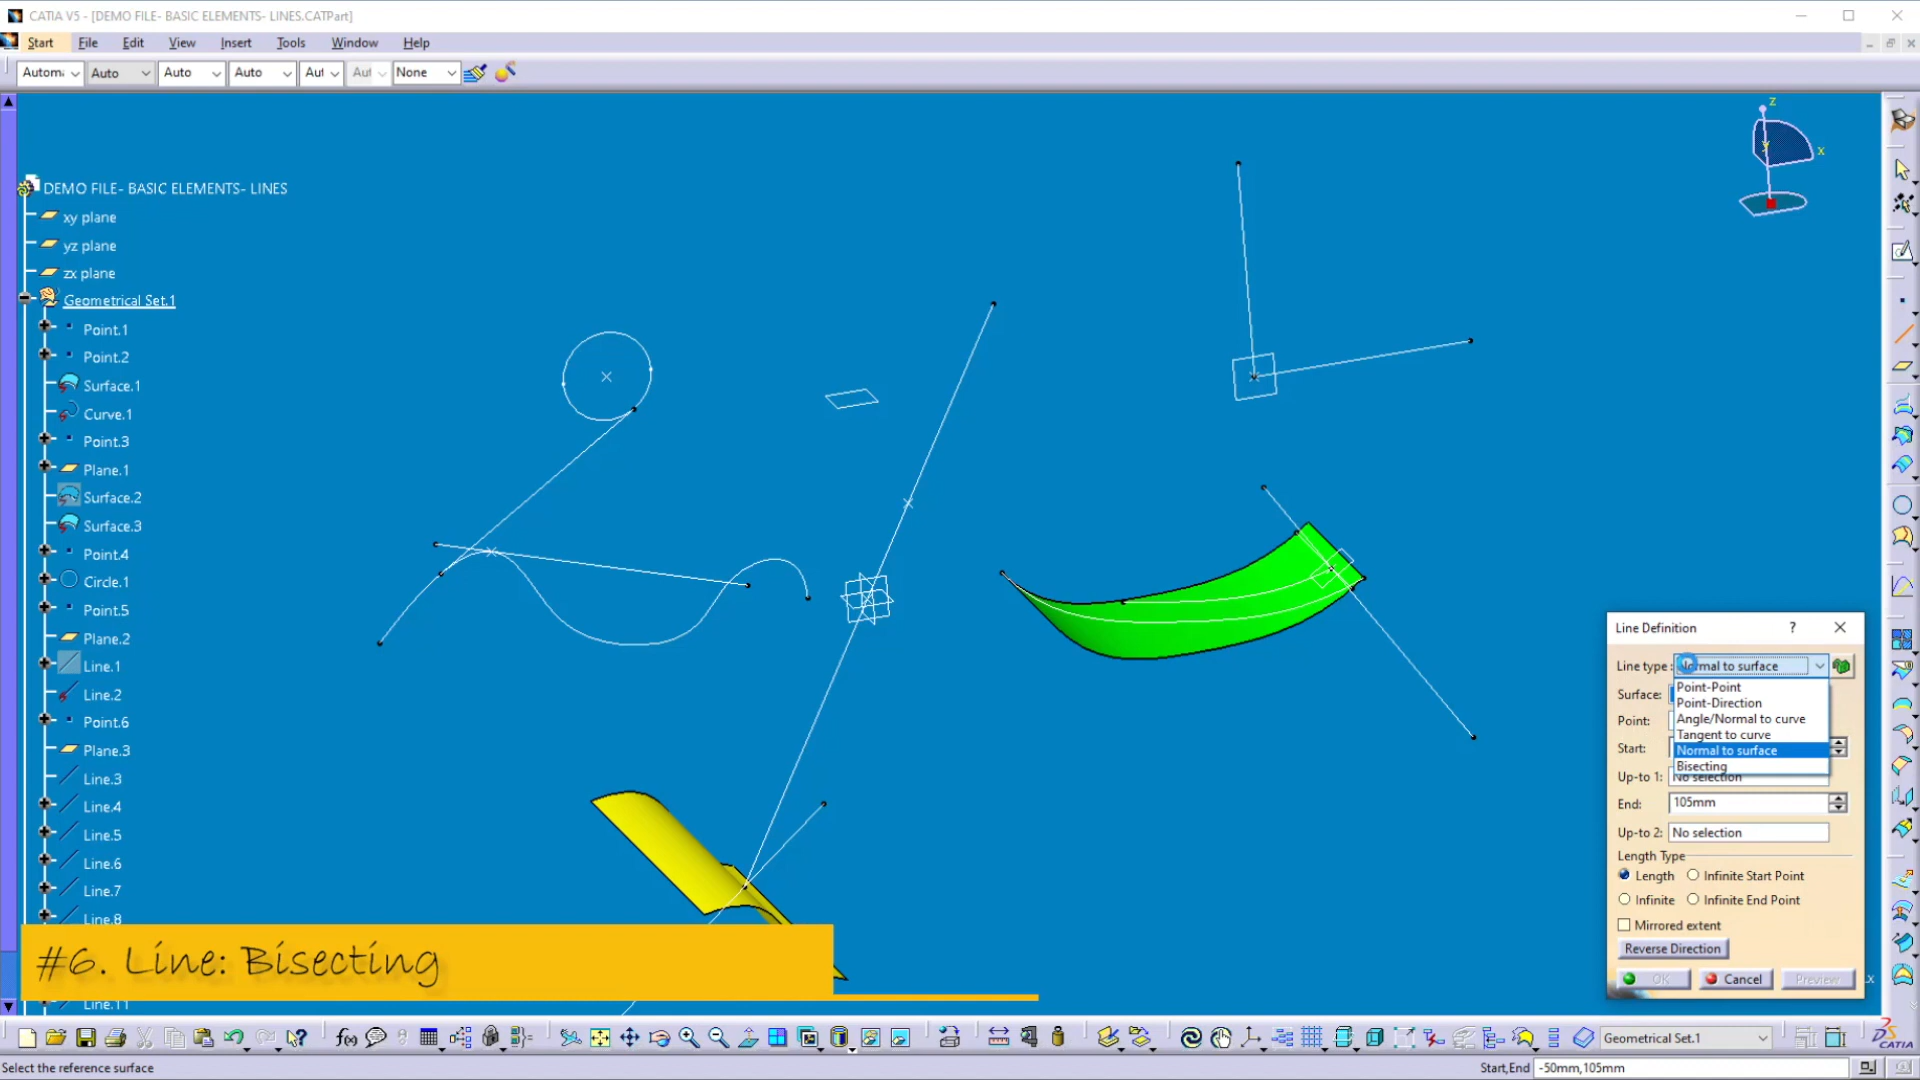 CATIA V5 - [DEMO FILE- BASIC ELEMENTS- LINES.CATPart]
Start File Edit View Insert Tools Window Help
Auto Auto Auto None
z
x
y
DEMO FILE- BASIC ELEMENTS- LINES
xy plane
yz plane
zx plane
Geometrical Set.1
Point.1
Point.2
Surface.1
Curve.1
Point.3
Plane.1
Surface.2
Surface.3
Point.4
Circle.1
Point.5
Plane.2
Line.1
Line.2
Point.6
Plane.3
Line.3
Line.4
Line.5
Line.6
Line.7
Line.8
Line.11
#6. Line: Bisecting
Line Definition ?
Line type : Normal to surface
Point-Point
Point-Direction
Angle/Normal to curve
Tangent to curve
Normal to surface
Bisecting
Surface:
Point:
Start:
Up-to 1: No selection
End: 105mm
Up-to 2: No selection
Length Type
Length Infinite Start Point
Infinite Infinite End Point
Mirrored extent
Reverse Direction
OK Cancel Preview
x
f(x)
Geometrical Set.1
CATIA
Select the reference surface
Start,End -50mm,105mm